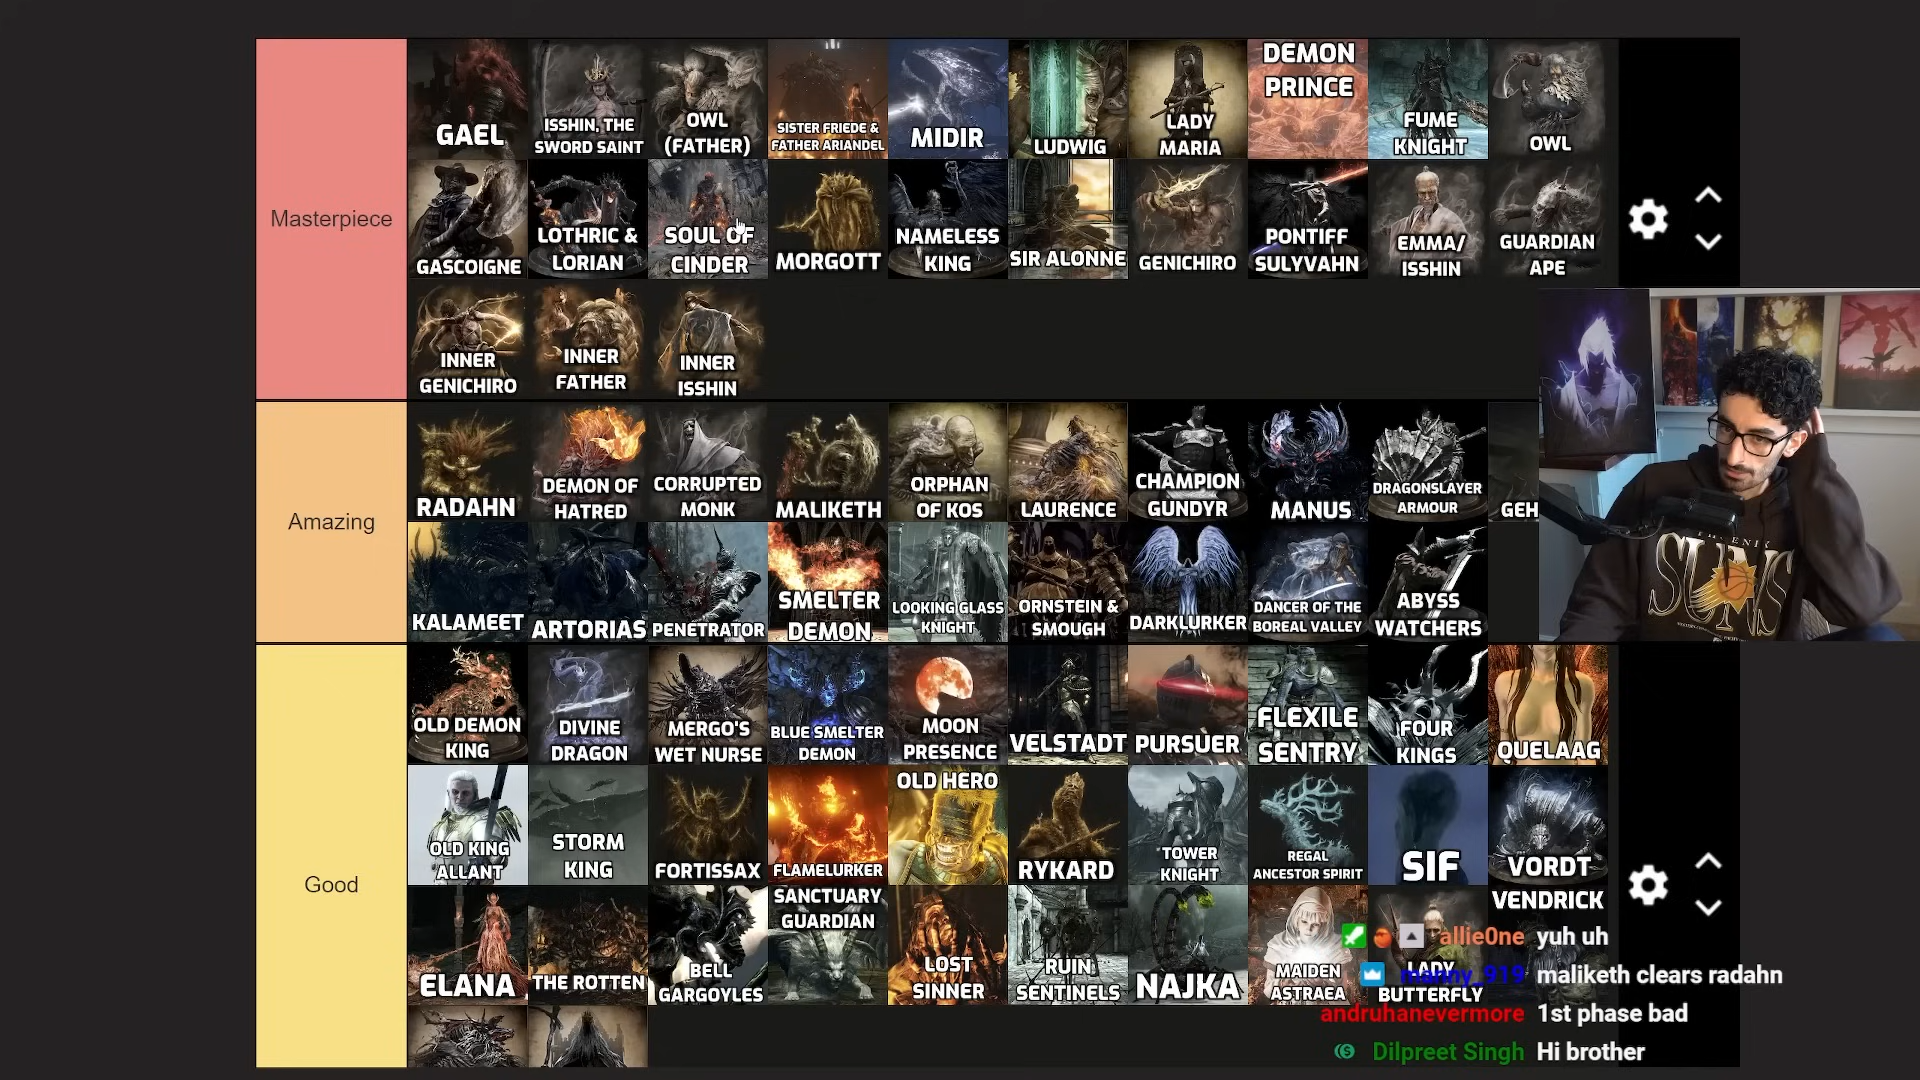 Masterpiece
GAEL
ISSHIN, THE
SWORD SAINT
OWL
(FATHER)
SISTER FRIEDE &
FATHER ARIANDEL
MIDIR
LUDWIG
LADY
MARIA
DEMON
PRINCE
FUME
KNIGHT
OWL
GASCOIGNE
LOTHRIC &
LORIAN
SOUL OF
CINDER
MORGOTT
NAMELESS
KING
SIR ALONNE
GENICHIRO
PONTIFF
SULYVAHN
EMMA/
ISSHIN
GUARDIAN
APE
INNER
GENICHIRO
INNER
FATHER
INNER
ISSHIN
Amazing
RADAHN
DEMON OF
HATRED
CORRUPTED
MONK
MALIKETH
ORPHAN
OF KOS
LAURENCE
CHAMPION
GUNDYR
MANUS
DRAGONSLAYER
ARMOUR
GEH
KALAMEET
ARTORIAS
PENETRATOR
SMELTER
DEMON
LOOKING GLASS
KNIGHT
ORNSTEIN &
SMOUGH
DARKLURKER
DANCER OF THE
BOREAL VALLEY
ABYSS
WATCHERS
PHOENIX
SUNS
Good
OLD DEMON
KING
DIVINE
DRAGON
MERGO'S
WET NURSE
BLUE SMELTER
DEMON
MOON
PRESENCE
VELSTADT
PURSUER
FLEXILE
SENTRY
FOUR
KINGS
QUELAAG
OLD KING
ALLANT
STORM
KING
FORTISSAX
FLAMELURKER
OLD HERO
RYKARD
TOWER
KNIGHT
REGAL
ANCESTOR SPIRIT
SIF
VORDT
ELANA
THE ROTTEN
BELL
GARGOYLES
SANCTUARY
GUARDIAN
LOST
SINNER
RUIN
SENTINELS
NAJKA
MAIDEN
ASTRAEA
LADY
BUTTERFLY
VENDRICK
allie0ne yuh uh
manny_919 maliketh clears radahn
andruhanevermore 1st phase bad
Dilpreet Singh Hi brother